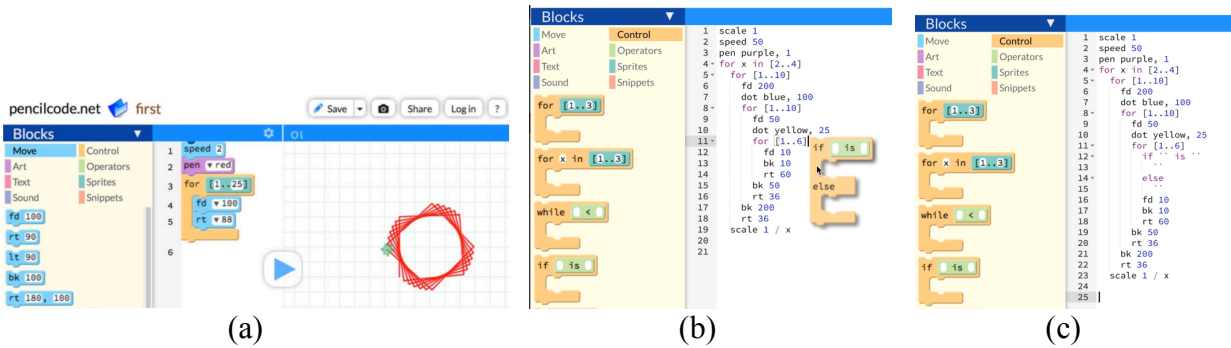 pencilcode.net first
Save Share Log in ?
Blocks
Move Control
Art Operators
Text Sprites
Sound Snippets
fd 100
rt 90
lt 90
bk 100
rt 180, 100
1 speed 2
2 pen red
3 for [1..25]
4 fd 100
5 rt 88
6
(a)
Blocks
Move Control
Art Operators
Text Sprites
Sound Snippets
for [1..3]
for x in [1..3]
while <
if is
1 scale 1
2 speed 50
3 pen purple, 1
4 for x in [2..4]
5 for [1..10]
6 fd 200
7 dot blue, 100
8 for [1..10]
9 fd 50
10 dot yellow, 25
11 for [1..6]
12 fd 10
13 bk 10
14 rt 60
15 bk 50
16 rt 36
17 bk 200
18 rt 36
19 scale 1 / x
20
21
if is
else
(b)
Blocks
Move Control
Art Operators
Text Sprites
Sound Snippets
for [1..3]
for x in [1..3]
while <
if is
1 scale 1
2 speed 50
3 pen purple, 1
4 for x in [2..4]
5 for [1..10]
6 fd 200
7 dot blue, 100
8 for [1..10]
9 fd 50
10 dot yellow, 25
11 for [1..6]
12 if `` is ``
13 ``
14 else
15 ``
16 fd 10
17 bk 10
18 rt 60
19 bk 50
20 rt 36
21 bk 200
22 rt 36
23 scale 1 / x
24
25
(c)